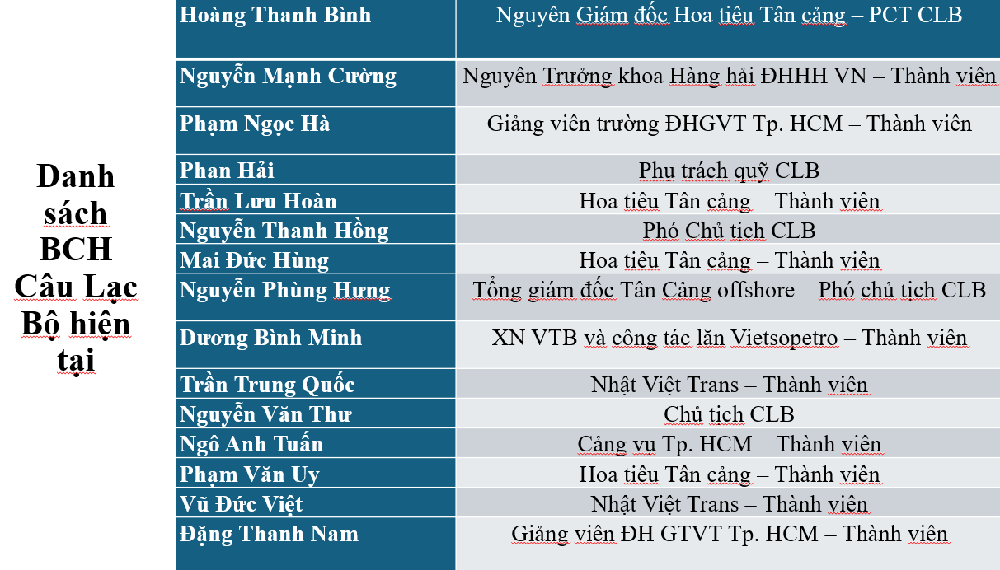 Danh
sách
BCH
Câu Lạc
Bộ hiện
tại
Hoàng Thanh Bình Nguyên Giám đốc Hoa tiêu Tân cảng – PCT CLB
Nguyễn Mạnh Cường Nguyên Trưởng khoa Hàng hải ĐHHH VN – Thành viên
Phạm Ngọc Hà Giảng viên trường ĐHGVT Tp. HCM – Thành viên
Phan Hải Phụ trách quỹ CLB
Trần Lưu Hoàn Hoa tiêu Tân cảng – Thành viên
Nguyễn Thanh Hồng Phó Chủ tịch CLB
Mai Đức Hùng Hoa tiêu Tân cảng – Thành viên
Nguyễn Phùng Hưng Tổng giám đốc Tân Cảng offshore – Phó chủ tịch CLB
Dương Bình Minh XN VTB và công tác lặn Vietsopetro – Thành viên
Trần Trung Quốc Nhật Việt Trans – Thành viên
Nguyễn Văn Thư Chủ tịch CLB
Ngô Anh Tuấn Cảng vụ Tp. HCM – Thành viên
Phạm Văn Uy Hoa tiêu Tân cảng – Thành viên
Vũ Đức Việt Nhật Việt Trans – Thành viên
Đặng Thanh Nam Giảng viên ĐH GTVT Tp. HCM – Thành viên